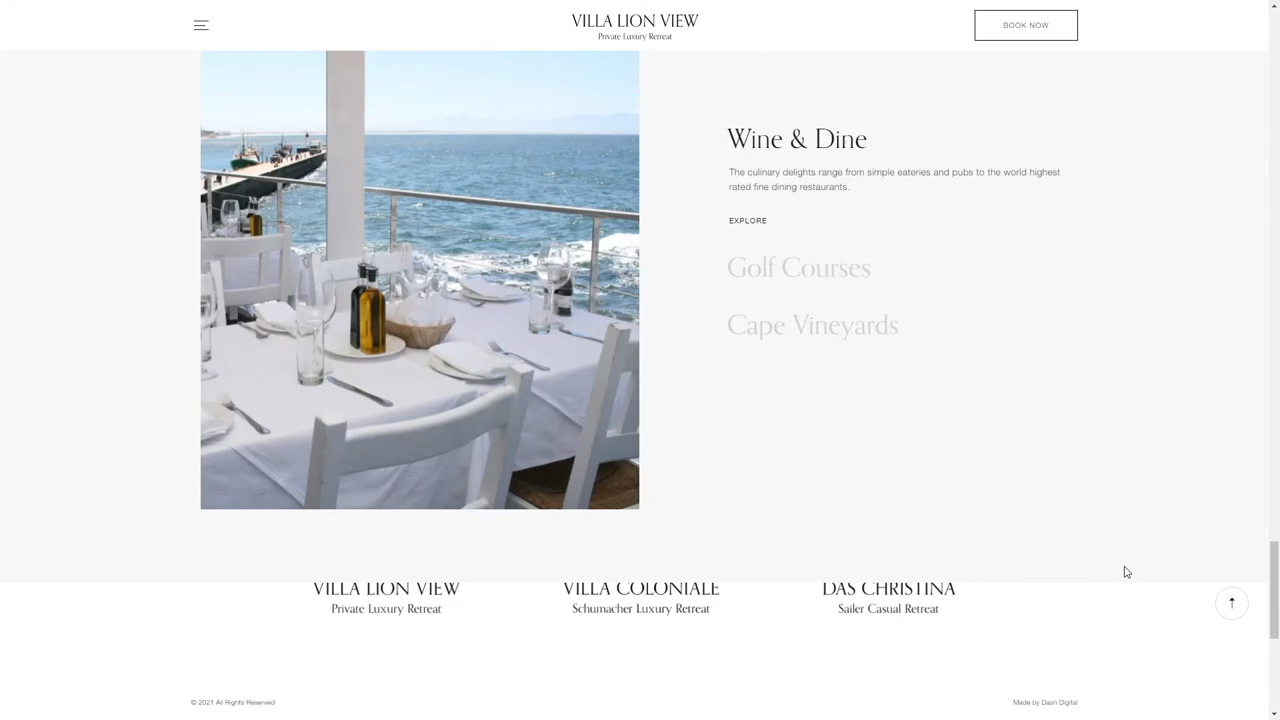 VILLA LION VIEW
Private Luxury Retreat
BOOK NOW
Wine & Dine
The culinary delights range from simple eateries and pubs to the world highest
rated fine dining restaurants.
EXPLORE
Golf Courses
Cape Vineyards
VILLA LION VIEW
Private Luxury Retreat
VILLA COLONIALE
Schumacher Luxury Retreat
DAS CHRISTINA
Sailer Casual Retreat
© 2021 All Rights Reserved
Made by Dash Digital